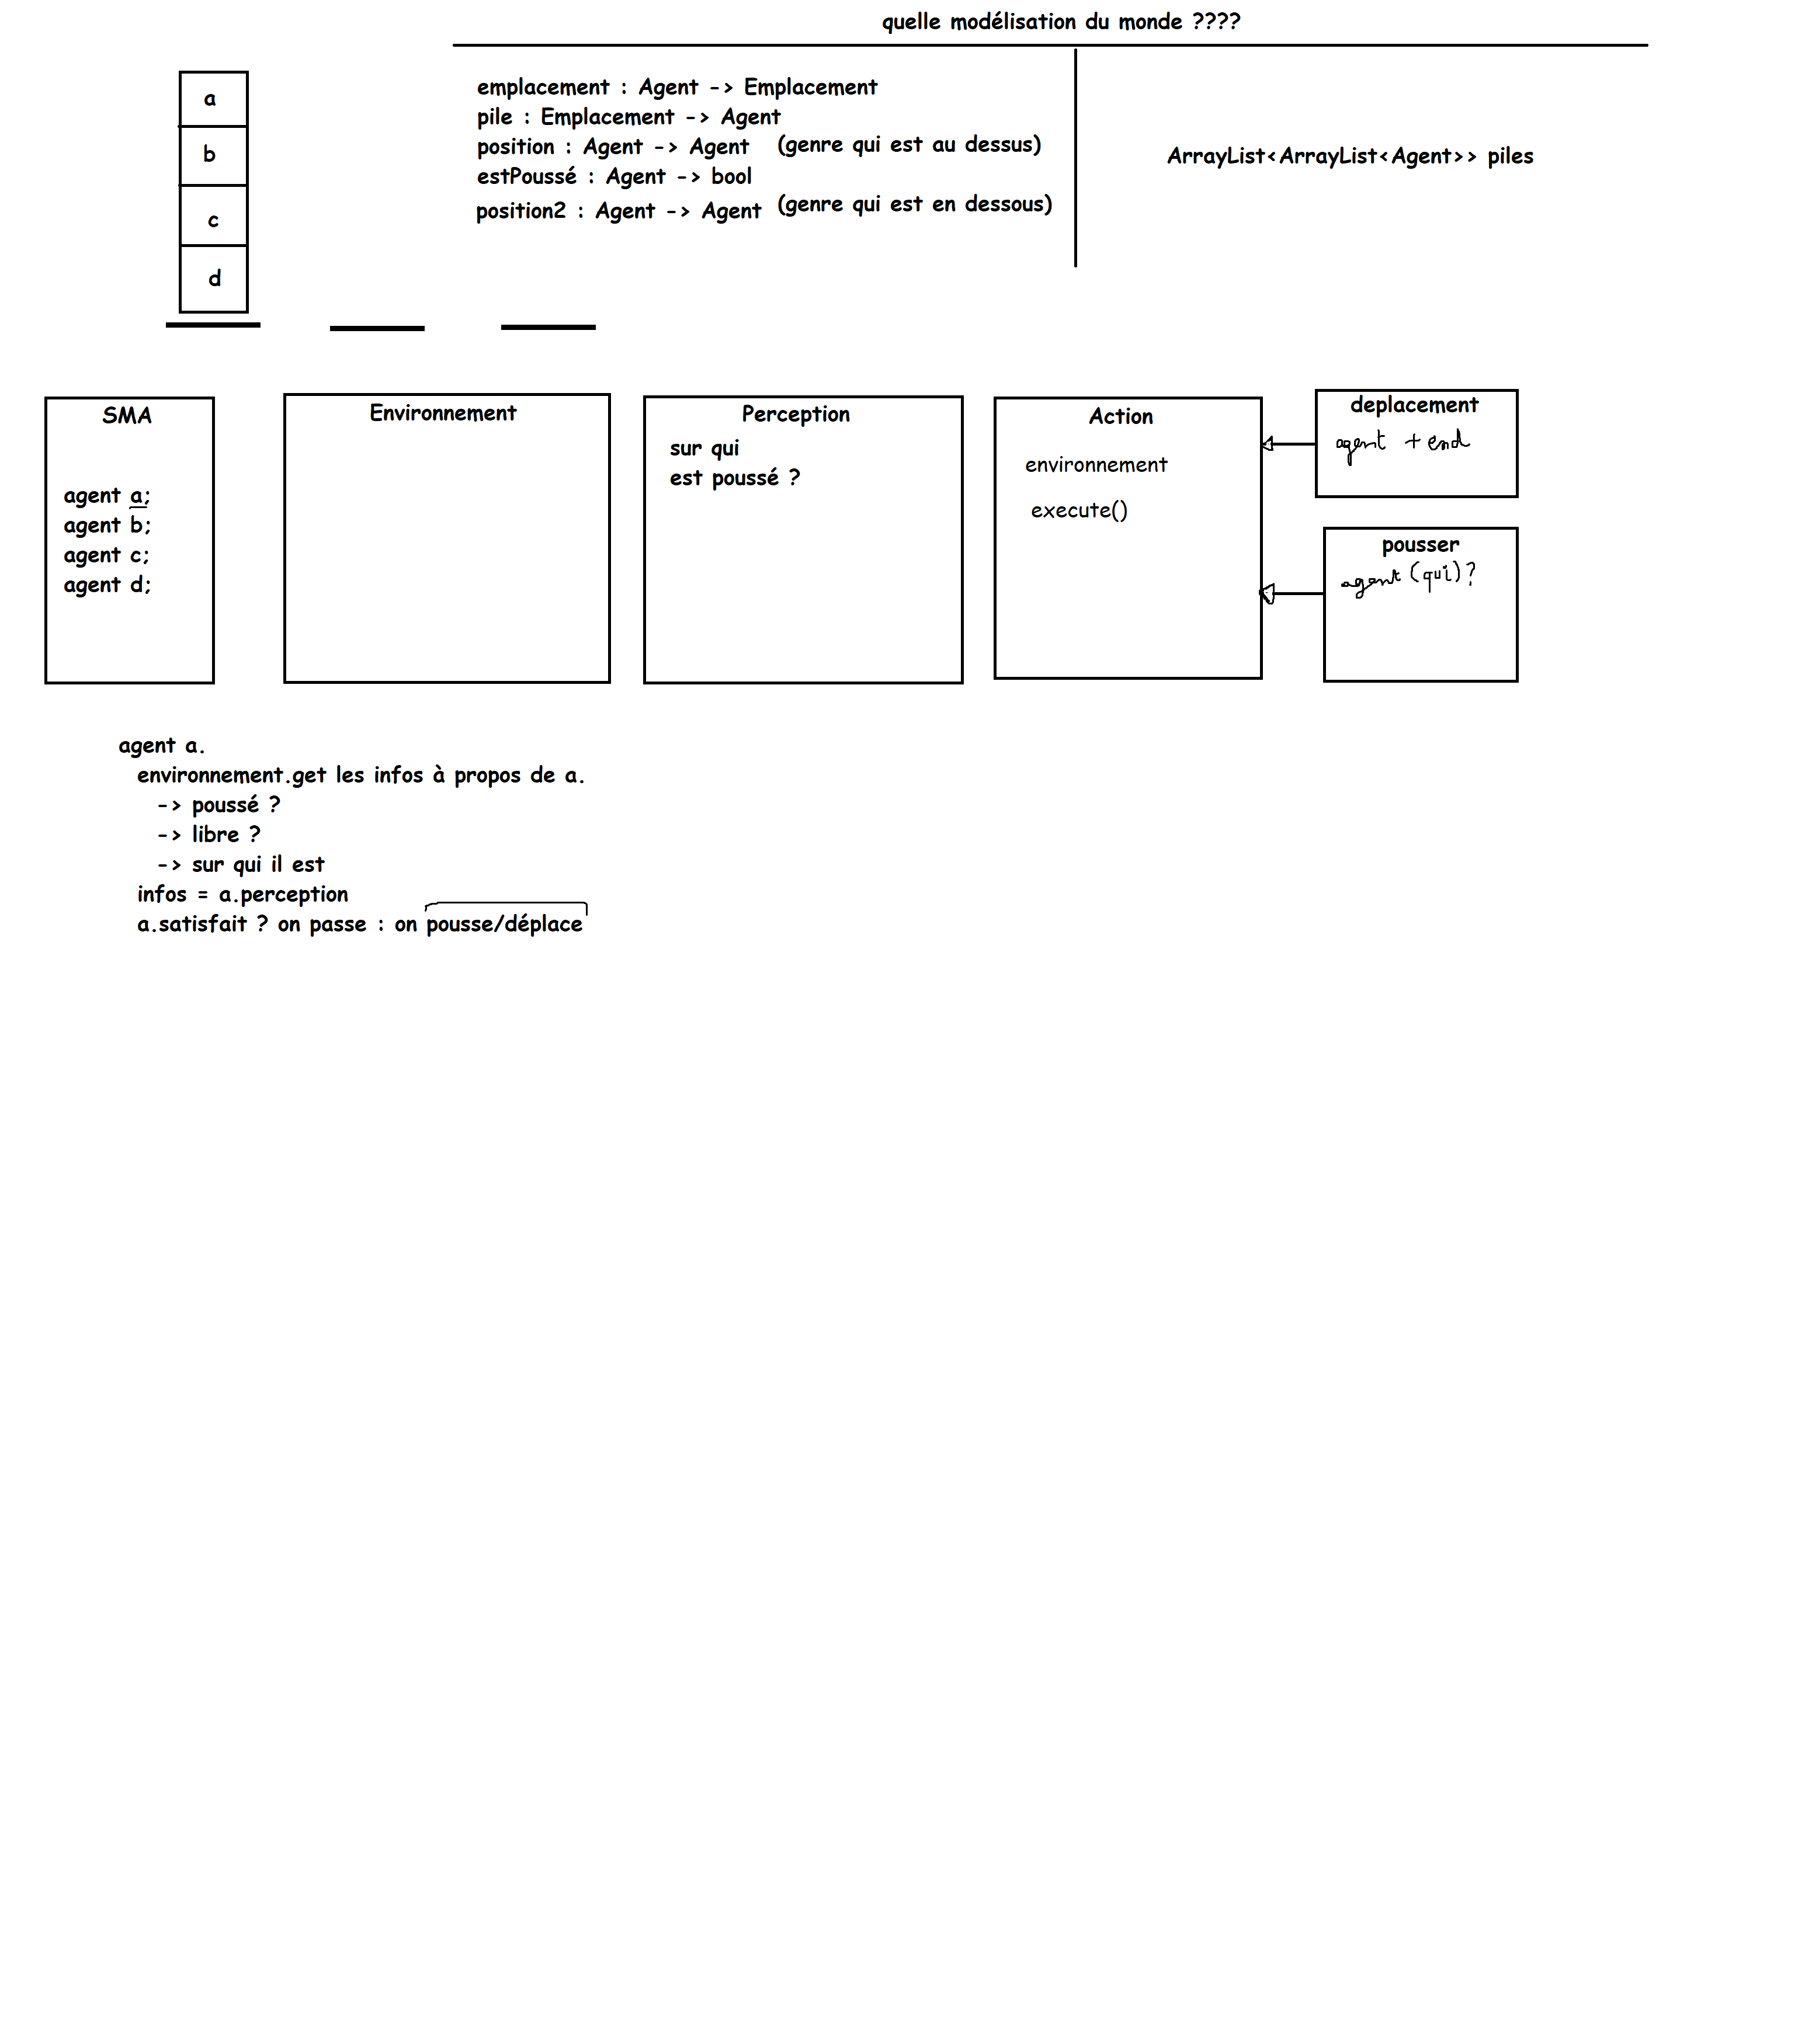 quelle modélisation du monde ????
a
b
c
d
emplacement : Agent -> Emplacement
pile : Emplacement -> Agent
position : Agent -> Agent (genre qui est au dessus)
estPoussé : Agent -> bool
position2 : Agent -> Agent (genre qui est en dessous)
ArrayList<ArrayList<Agent>> piles
SMA
agent a;
agent b;
agent c;
agent d;
Environnement
Perception
sur qui
est poussé ?
Action
environnement
execute()
deplacement
agent + end
pousser
agent (qui) ?
agent a.
environnement.get les infos à propos de a.
-> poussé ?
-> libre ?
-> sur qui il est
infos = a.perception
a.satisfait ? on passe : on pousse/déplace